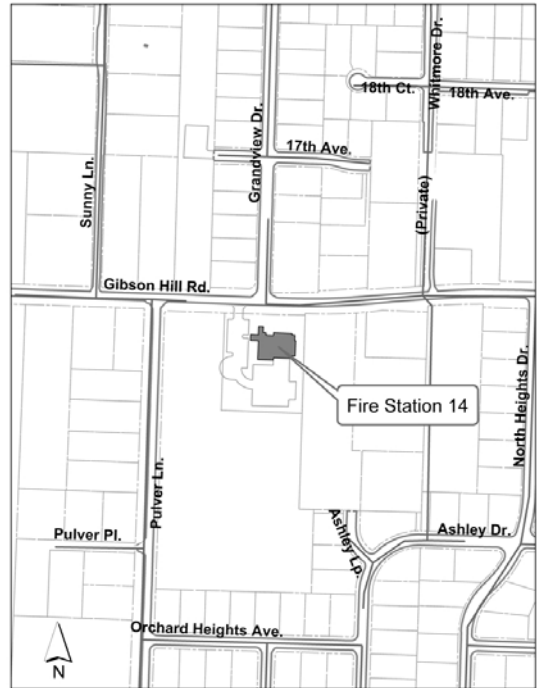 Whitmore Dr.
18th Ct.
18th Ave.
Grandview Dr.
17th Ave.
Sunny Ln.
(Private)
Gibson Hill Rd.
North Heights Dr.
Fire Station 14
Pulver Ln.
Pulver Pl.
Ashley Lp.
Ashley Dr.
Orchard Heights Ave.
N